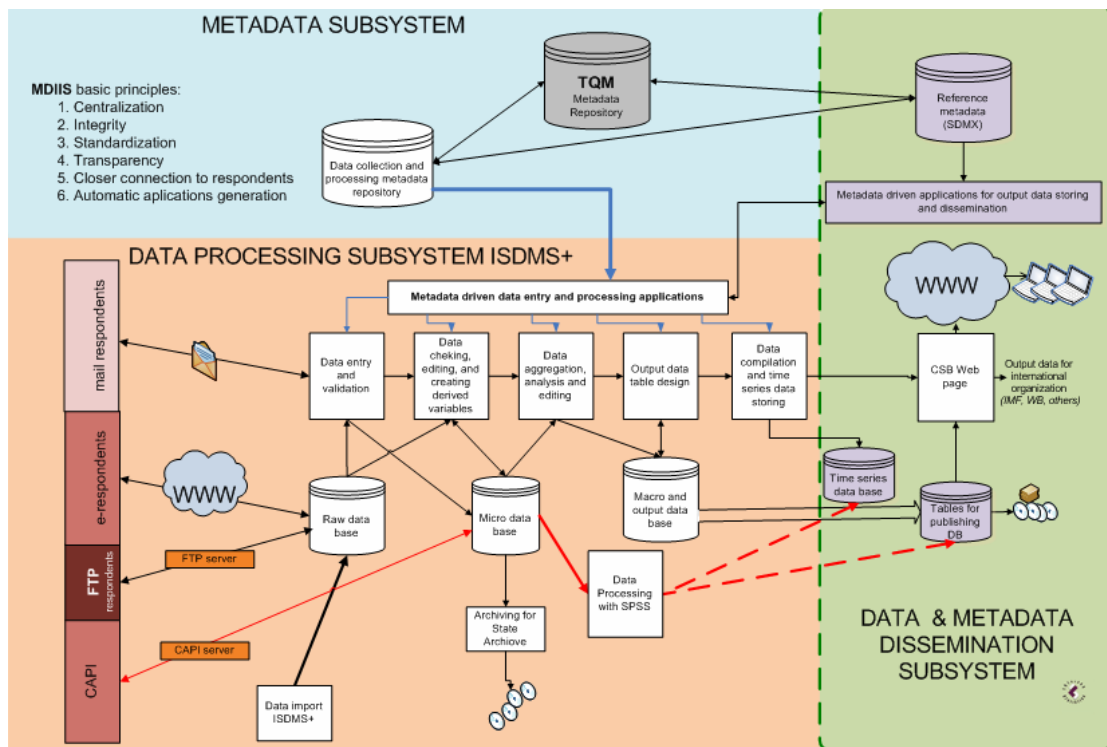 METADATA SUBSYSTEM
MDIIS basic principles:
1. Centralization
2. Integrity
3. Standardization
4. Transparency
5. Closer connection to respondents
6. Automatic aplications generation
TQM
Metadata
Repository
Data collection and
processing metadata
repository
Reference
metadata
(SDMX)
Metadata driven applications for output data storing
and dissemination
DATA PROCESSING SUBSYSTEM ISDMS+
Metadata driven data entry and processing applications
mail respondents
e-respondents
FTP
respondents
CAPI
Data entry
and
validation
Data
cheking,
editing, and
creating
derived
variables
Data
aggregation,
analysis and
editing
Output data
table design
Data
compilation
and time
series data
storing
WWW
CSB Web
page
Output data for
international
organization
(IMF, WB, others)
WWW
Raw data
base
Micro data
base
Macro and
output data
base
Time series
data base
Tables for
publishing
DB
FTP server
CAPI server
Data
Processing
with SPSS
Archiving for
State
Archiove
Data import
ISDMS+
DATA & METADATA
DISSEMINATION
SUBSYSTEM